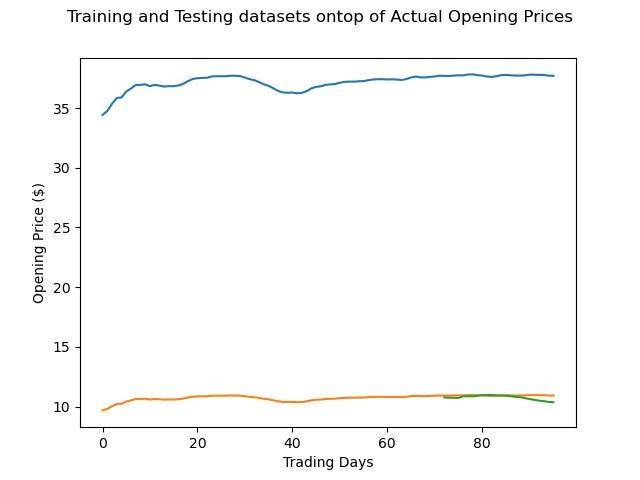 Training and Testing datasets ontop of Actual Opening Prices
Opening Price ($)
35
30
25
20
15
10
0 20 40 60 80
Trading Days